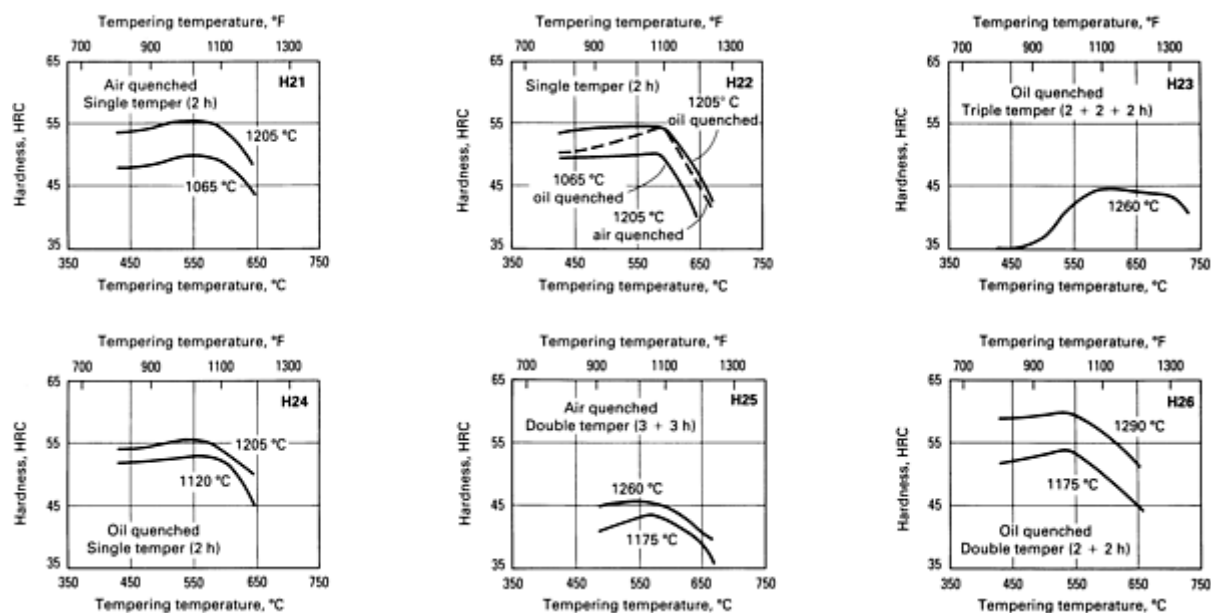 Tempering temperature, °F
700 900 1100 1300
65
55
45
35
Hardness, HRC
H21
Air quenched
Single temper (2 h)
1205 °C
1065 °C
350 450 550 650 750
Tempering temperature, °C
Tempering temperature, °F
700 900 1100 1300
65
55
45
35
Hardness, HRC
H22
Single temper (2 h)
1205° C
oil quenched
1065 °C
oil quenched
1205 °C
air quenched
350 450 550 650 750
Tempering temperature, °C
Tempering temperature, °F
700 900 1100 1300
65
55
45
35
Hardness, HRC
H23
Oil quenched
Triple temper (2 + 2 + 2 h)
1260 °C
350 450 550 650 750
Tempering temperature, °C
Tempering temperature, °F
700 900 1100 1300
65
55
45
35
Hardness, HRC
H24
1205 °C
1120 °C
Oil quenched
Single temper (2 h)
350 450 550 650 750
Tempering temperature, °C
Tempering temperature, °F
700 900 1100 1300
65
55
45
35
Hardness, HRC
H25
Air quenched
Double temper (3 + 3 h)
1260 °C
1175 °C
350 450 550 650 750
Tempering temperature, °C
Tempering temperature, °F
700 900 1100 1300
65
55
45
35
Hardness, HRC
H26
1290 °C
1175 °C
Oil quenched
Double temper (2 + 2 h)
350 450 550 650 750
Tempering temperature, °C